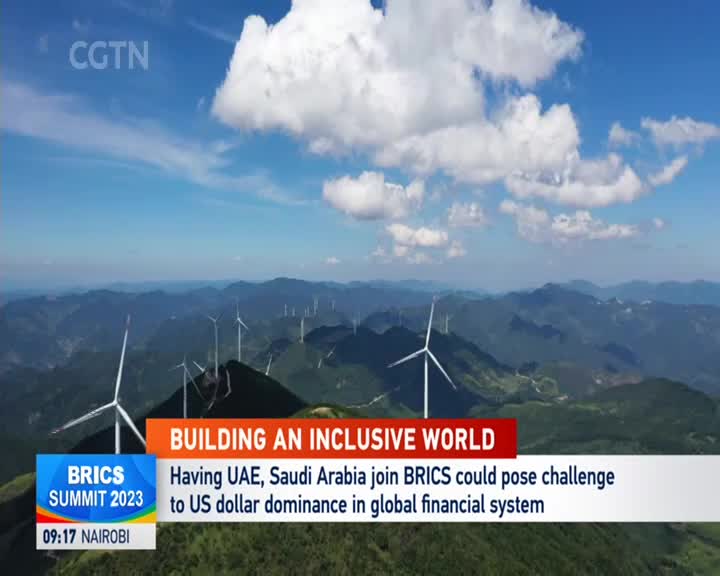 CGTN
BUILDING AN INCLUSIVE WORLD
BRICS
SUMMIT 2023
Having UAE, Saudi Arabia join BRICS could pose challenge
to US dollar dominance in global financial system
09:17 NAIROBI